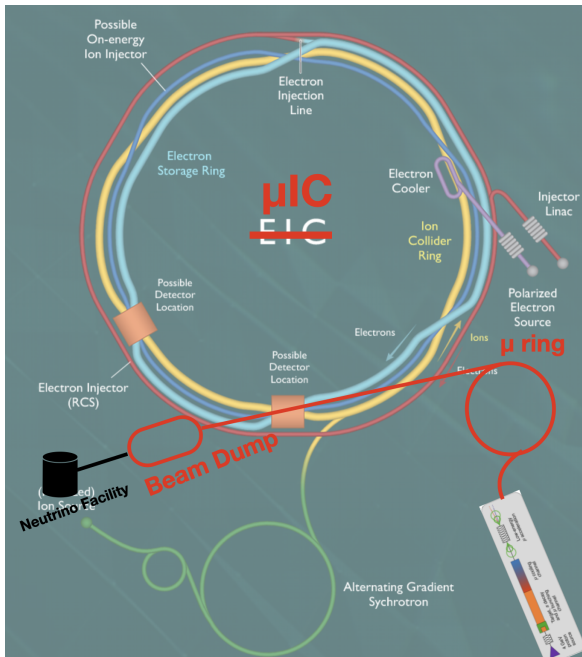 Possible
On-energy
Ion Injector
Electron
Injection
Line
Electron
Storage Ring
µIC
EIC
Electron
Cooler
Injector
Linac
Ion
Collider
Ring
Polarized
Electron
Source
Possible
Detector
Location
Electrons
Ions
µ ring
Possible
Detector
Location
Electrons
Electron Injector
(RCS)
Beam Dump
Neutrino Facility
Ion Source
Alternating Gradient
Sychrotron